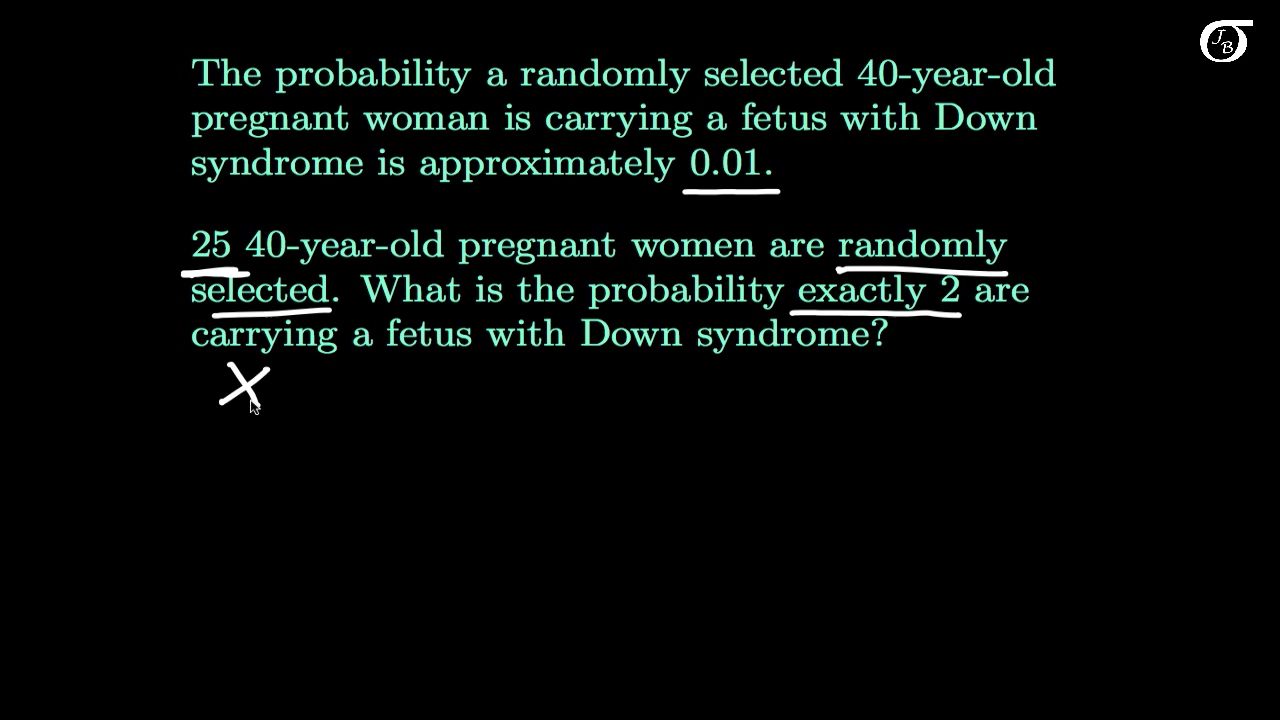 JB
The probability a randomly selected 40-year-old
pregnant woman is carrying a fetus with Down
syndrome is approximately 0.01.
25 40-year-old pregnant women are randomly
selected. What is the probability exactly 2 are
carrying a fetus with Down syndrome?
X